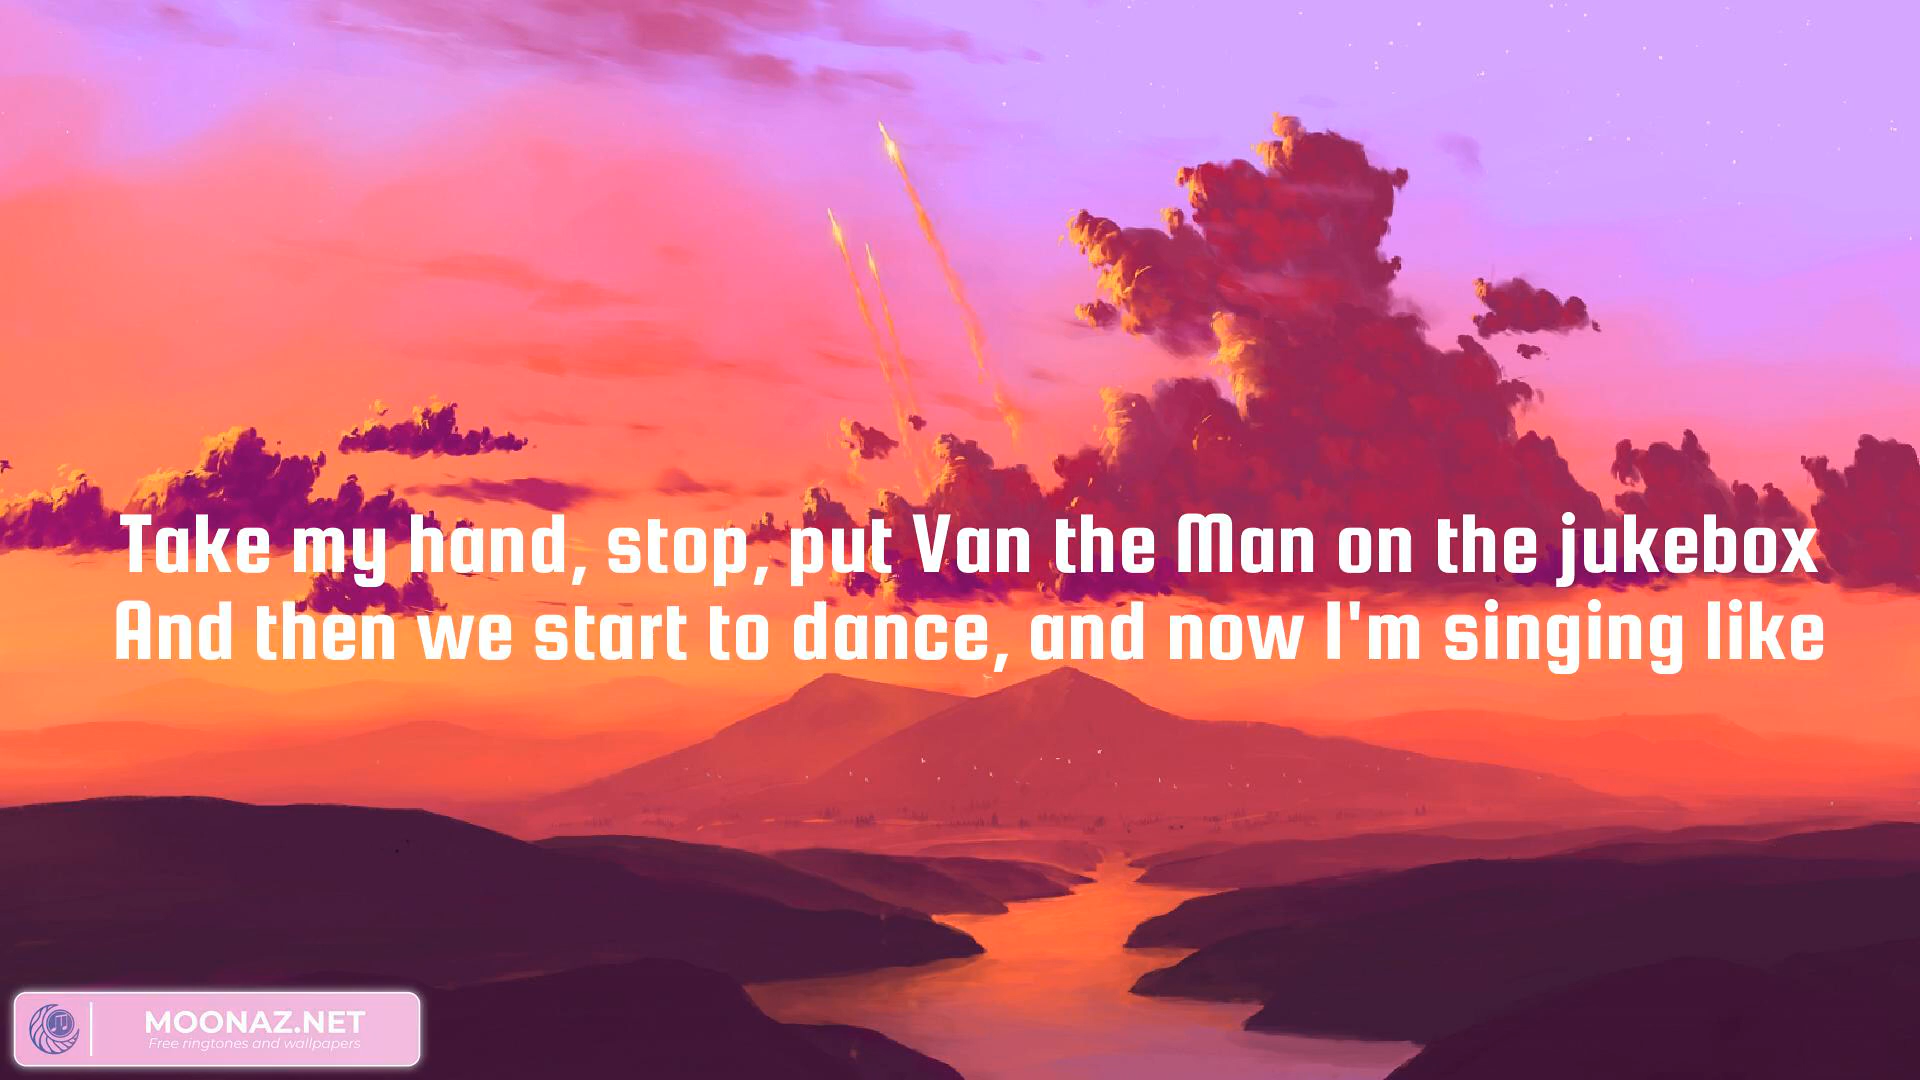 Take my hand, stop, put Van the Man on the jukebox
And then we start to dance, and now I'm singing like
MOONAZ.NET
Free ringtones and wallpapers